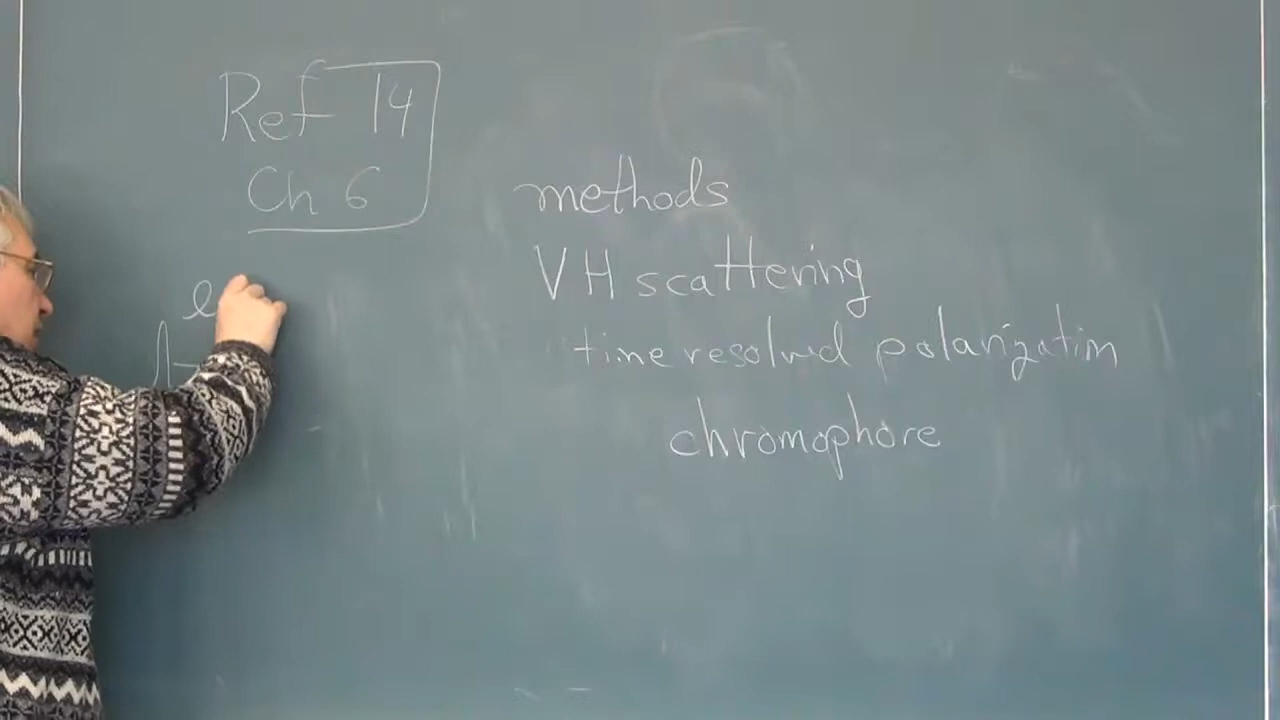 Ref 14
Ch 6
methods
VH scattering
time resolved polarization
chromophore
e